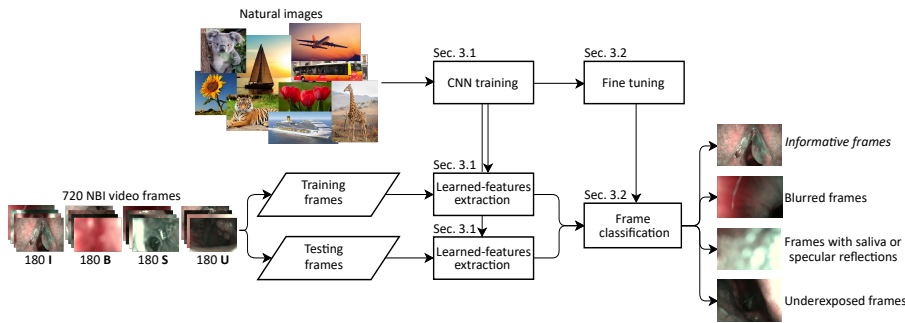 Natural images
Sec. 3.1
CNN training
Sec. 3.2
Fine tuning
720 NBI video frames
180 I
180 B
180 S
180 U
Training
frames
Testing
frames
Sec. 3.1
Learned-features
extraction
Sec. 3.1
Learned-features
extraction
Sec. 3.2
Frame
classification
Informative frames
Blurred frames
Frames with saliva or
specular reflections
Underexposed frames